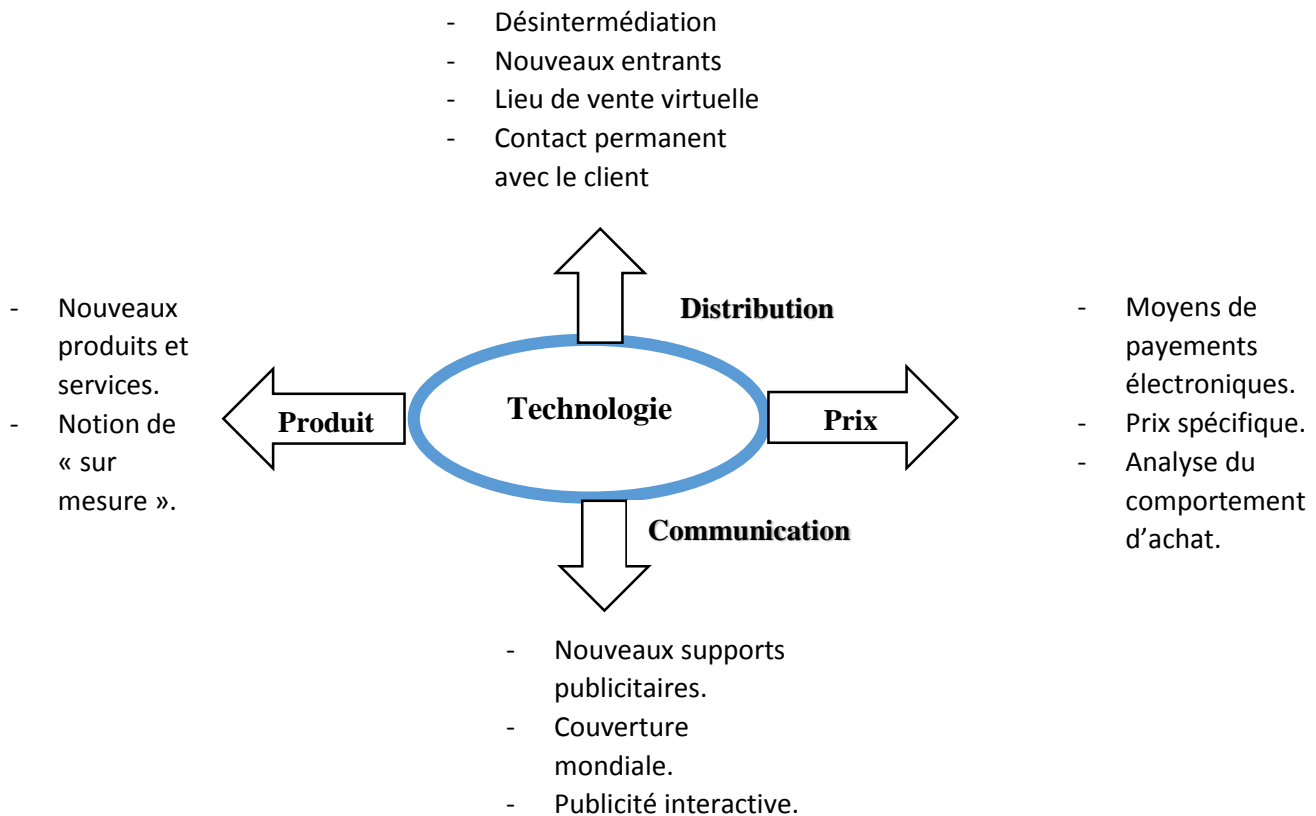 - Désintermédiation
- Nouveaux entrants
- Lieu de vente virtuelle
- Contact permanent
avec le client
Distribution
- Nouveaux
produits et
services.
- Notion de
« sur
mesure ».
Produit
Technologie
Prix
- Moyens de
payements
électroniques.
- Prix spécifique.
- Analyse du
comportement
d’achat.
Communication
- Nouveaux supports
publicitaires.
- Couverture
mondiale.
- Publicité interactive.